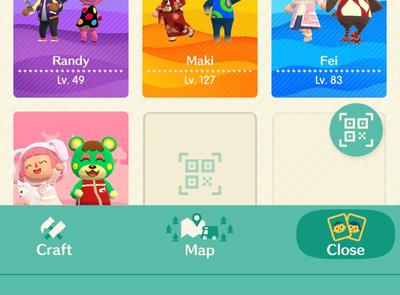 Randy
Maki
Fei
Lv. 49
Lv. 127
Lv. 83
Craft
Map
Close